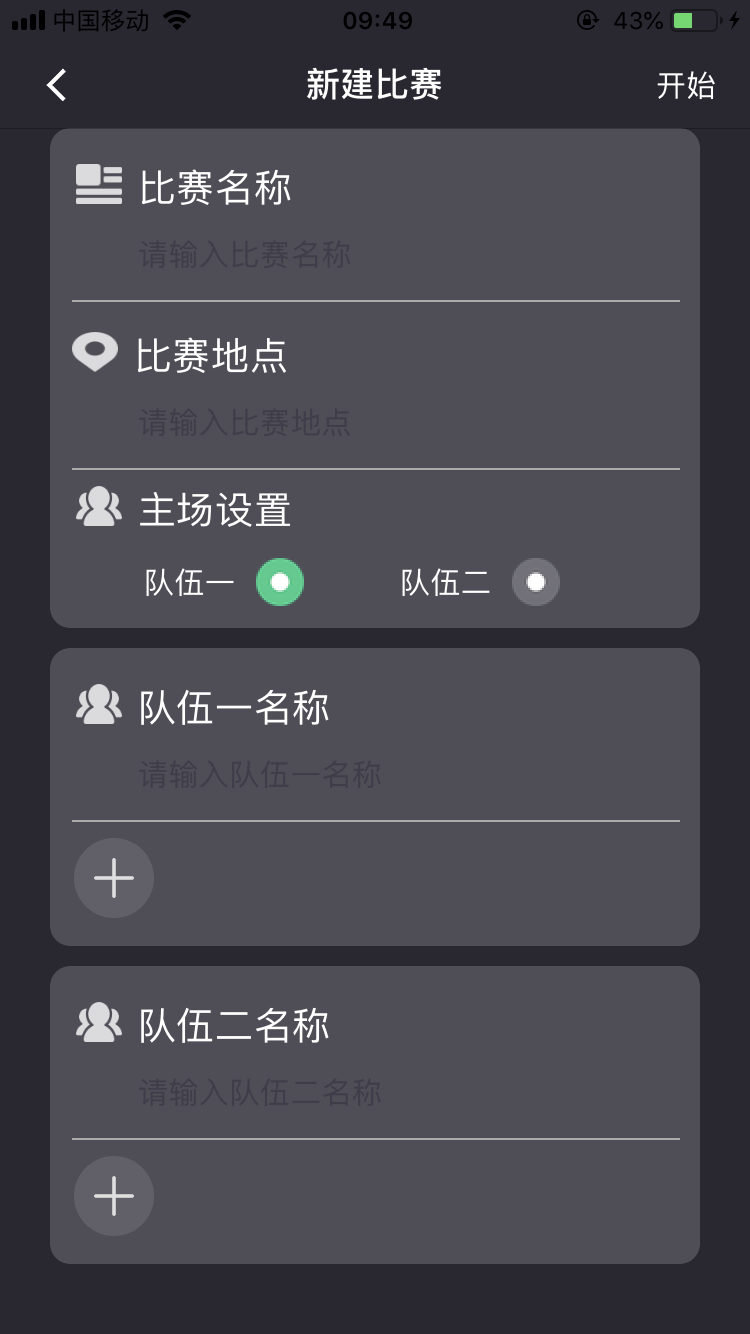 中国移动 09:49 43%
新建比赛 开始
比赛名称
请输入比赛名称
比赛地点
请输入比赛地点
主场设置
队伍一 队伍二
队伍一名称
请输入队伍一名称
队伍二名称
请输入队伍二名称